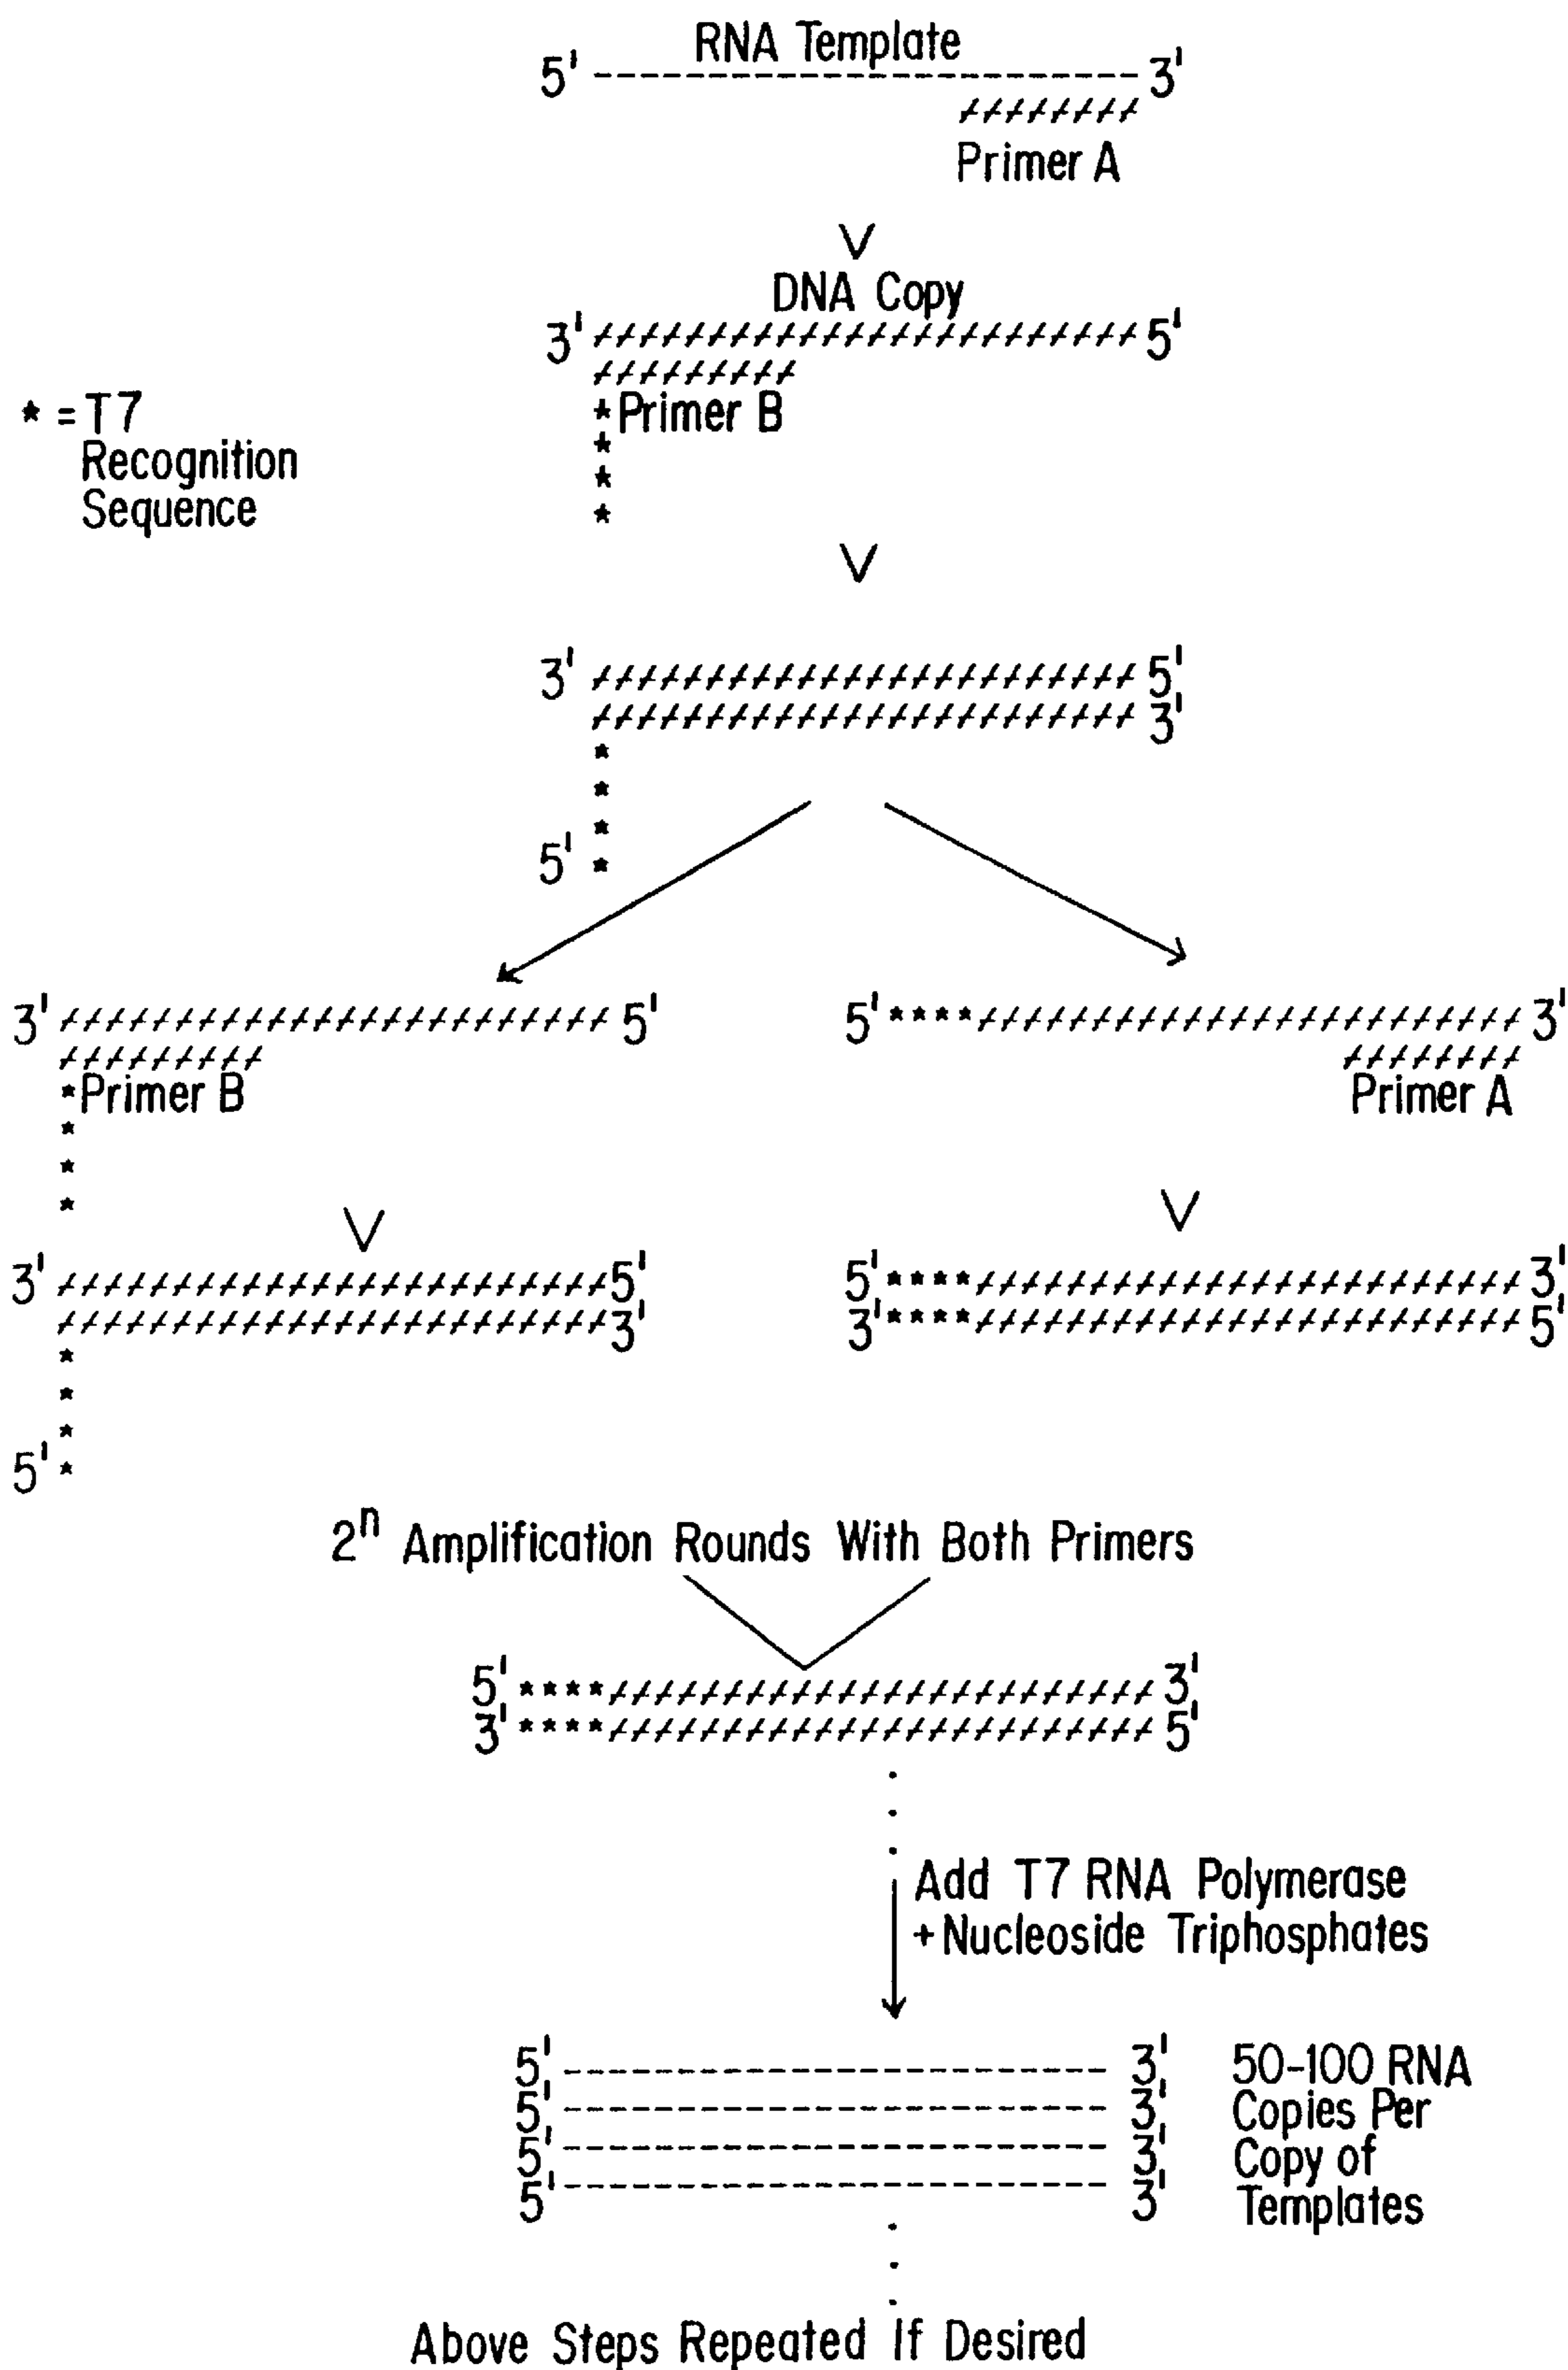 RNA Template
5' ------------------------ 3'
Primer A
DNA Copy
3' 5'
* = T7
Recognition
Sequence
*Primer B
*
*
*
3' 5'
3'
*
*
*
5' *
3' 5'
*Primer B
*
*
*
5'**** 3'
Primer A
3' 5'
3'
*
*
*
5' *
5'**** 3'
3'**** 5'
2n Amplification Rounds With Both Primers
5' **** 3'
3' **** 5'
Add T7 RNA Polymerase
+Nucleoside Triphosphates
5' ------------------------ 3'
5' ------------------------ 3'
5' ------------------------ 3'
5' ------------------------ 3'
50-100 RNA
Copies Per
Copy of
Templates
Above Steps Repeated If Desired